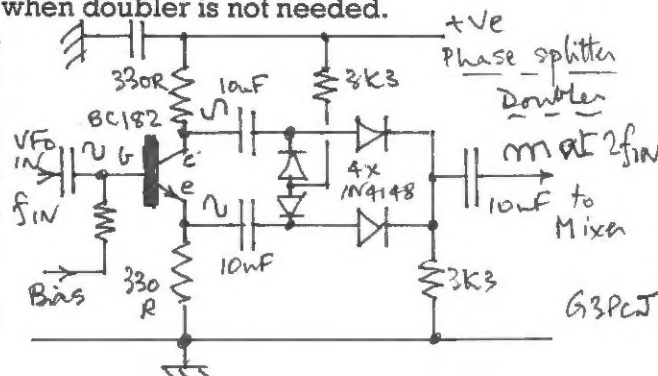 when doubler is not needed.
+Ve
Phase splitter
Doubler
330R
10nF
3K3
BC182
VFO
IN
fIN
b
c
e
4x
1N4148
at 2fIN
10nF to
Mixer
10nF
Bias
330
R
3K3
G3PCJ